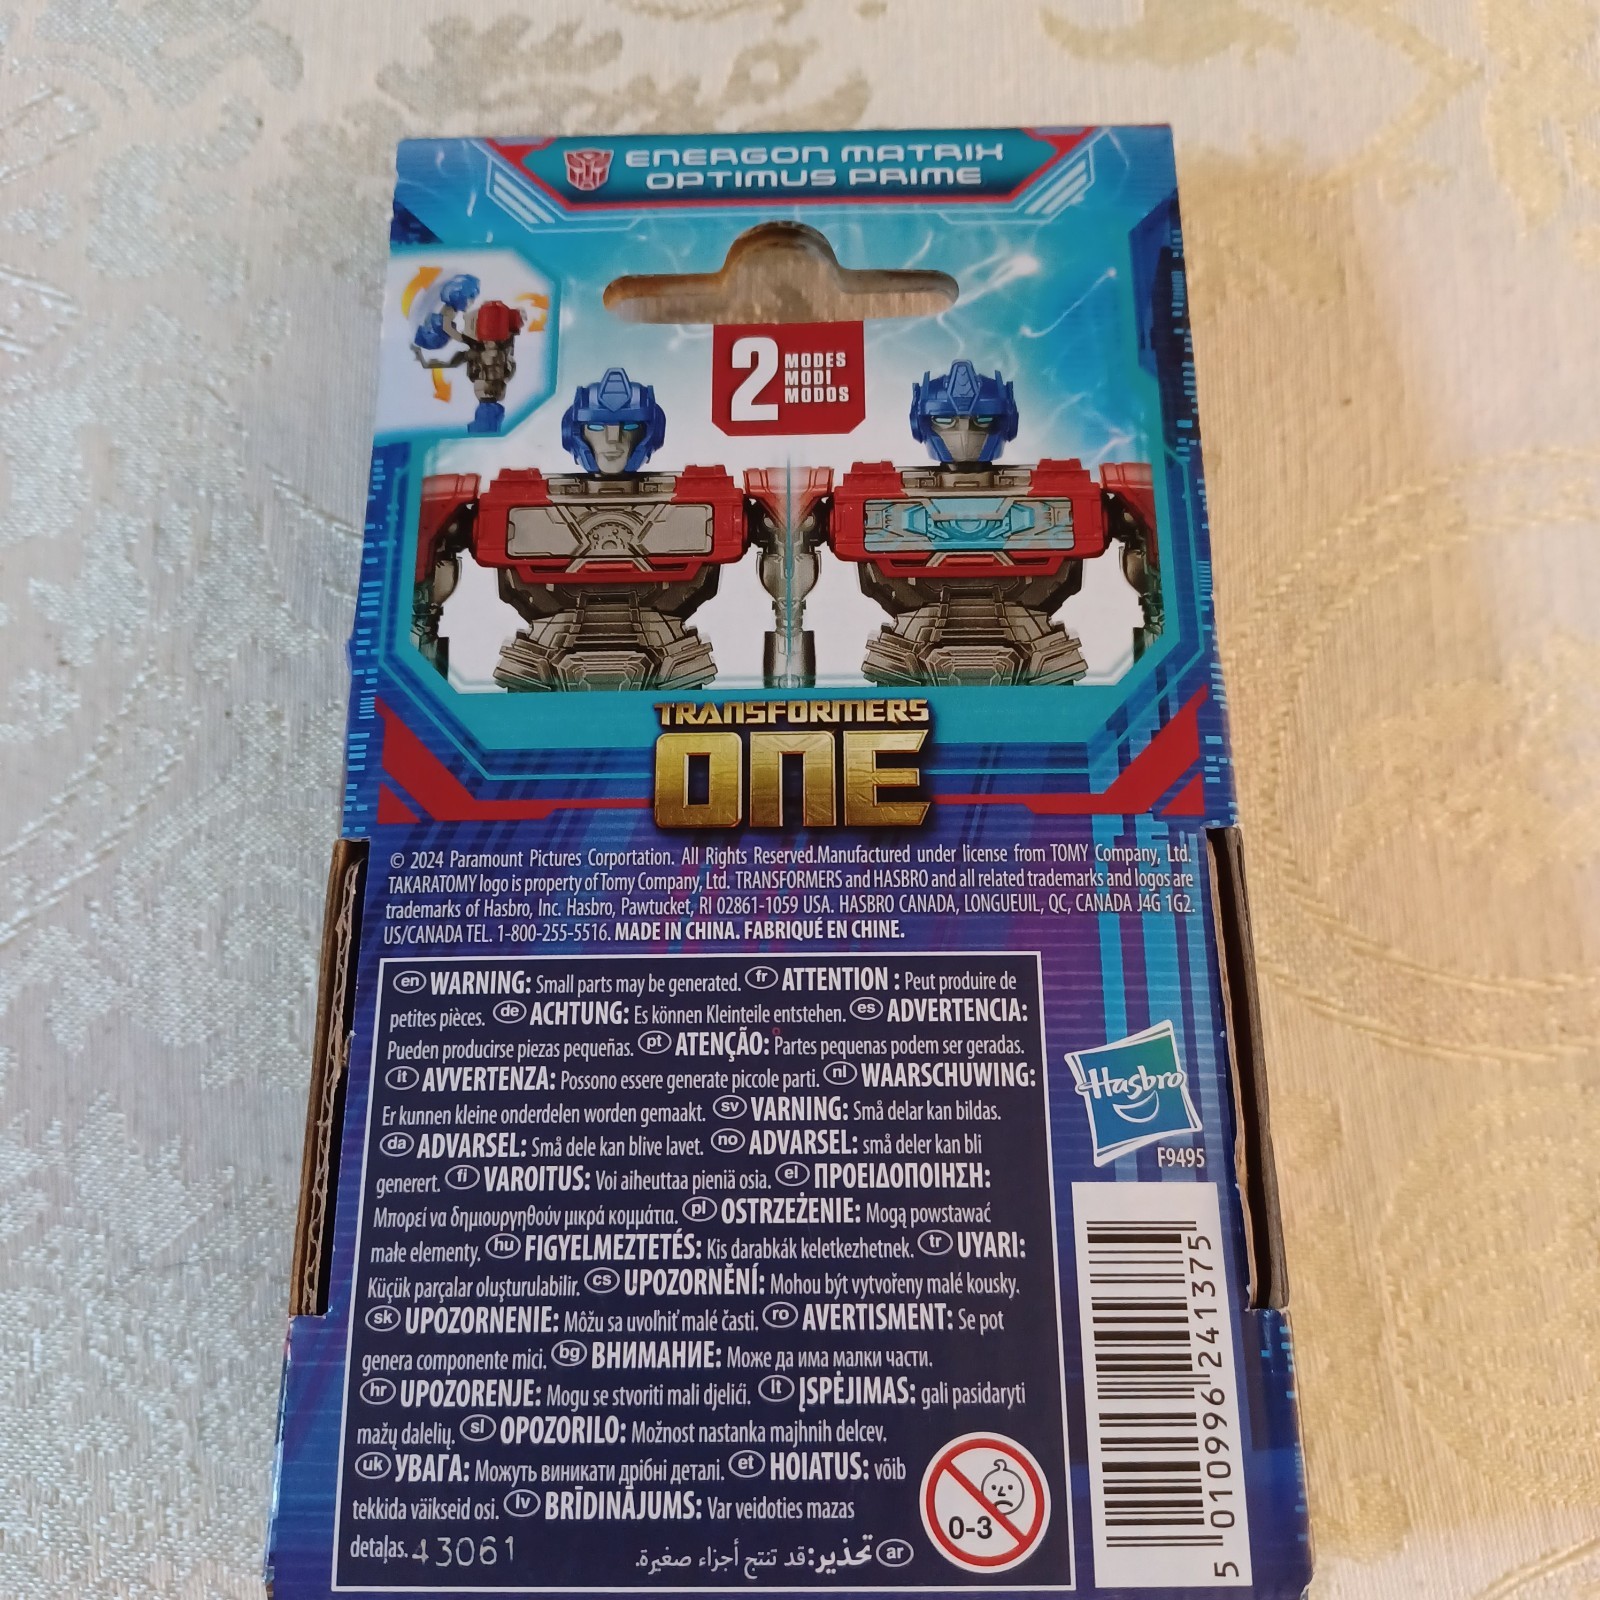 ENERGON MATRIX
OPTIMUS PRIME
2 MODES
MODI
MODOS
TRANSFORMERS
ONE
© 2024 Paramount Pictures Corportation. All Rights Reserved.Manufactured under license from TOMY Company, Ltd.
TAKARATOMY logo is property of Tomy Company, Ltd. TRANSFORMERS and HASBRO and all related trademarks and logos are
trademarks of Hasbro, Inc. Hasbro, Pawtucket, RI 02861-1059 USA. HASBRO CANADA, LONGUEUIL, QC, CANADA J4G 1G2.
US/CANADA TEL. 1-800-255-5516. MADE IN CHINA. FABRIQUÉ EN CHINE.
en WARNING: Small parts may be generated. fr ATTENTION : Peut produire de
petites pièces. de ACHTUNG: Es können Kleinteile entstehen. es ADVERTENCIA:
Pueden producirse piezas pequeñas. pt ATENÇÃO: Partes pequenas podem ser geradas.
it AVVERTENZA: Possono essere generate piccole parti. nl WAARSCHUWING:
Er kunnen kleine onderdelen worden gemaakt. sv VARNING: Små delar kan bildas.
da ADVARSEL: Små dele kan blive lavet. no ADVARSEL: små deler kan bli
generert. fi VAROITUS: Voi aiheuttaa pieniä osia. el ΠΡΟΕΙΔΟΠΟΙΗΣΗ:
Μπορεί να δημιουργηθούν μικρά κομμάτια. pl OSTRZEŻENIE: Mogą powstawać
małe elementy. hu FIGYELMEZTETÉS: Kis darabkák keletkezhetnek. tr UYARI:
Küçük parçalar oluşturulabilir. cs UPOZORNĚNÍ: Mohou být vytvořeny malé kousky.
sk UPOZORNENIE: Môžu sa uvoľniť malé časti. ro AVERTISMENT: Se pot
genera componente mici. bg ВНИМАНИЕ: Може да има малки части.
hr UPOZORENJE: Mogu se stvoriti mali djelići. lt ĮSPĖJIMAS: gali pasidaryti
mažų dalelių. sl OPOZORILO: Možnost nastanka majhnih delcev.
uk УВАГА: Можуть виникати дрібні деталі. et HOIATUS: võib
tekkida väikseid osi. lv BRĪDINĀJUMS: Var veidoties mazas
detaļas. 43061
ar تحذير: قد تنتج أجزاء صغيرة.
0-3
Hasbro
F9495
5 010996 241375